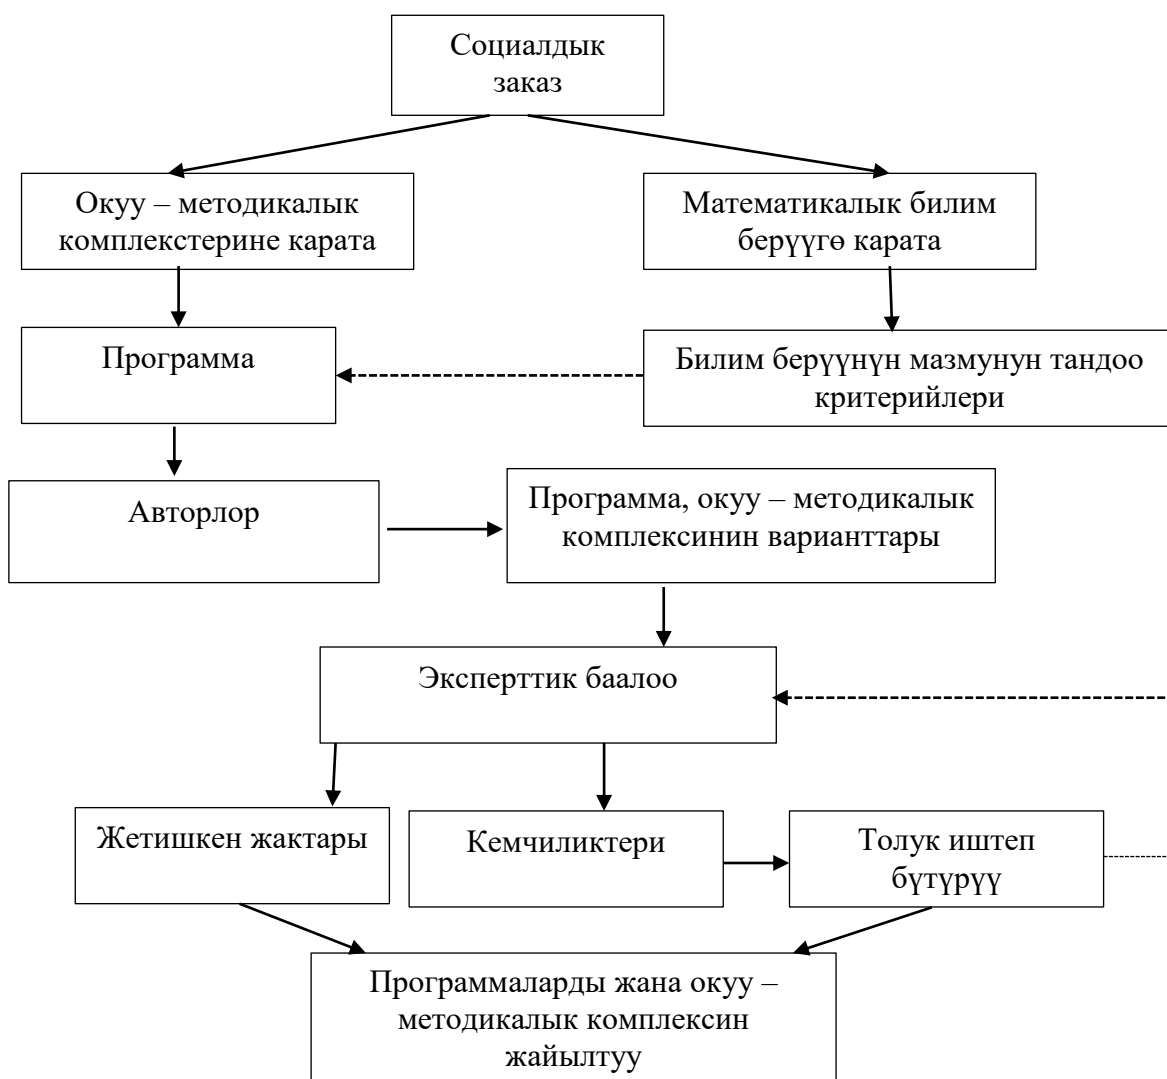 Социалдык
заказ
Окуу – методикалык
комплекстерине карата
Математикалык билим
берүүгө карата
Программа
Билим берүүнүн мазмунун тандоо
критерийлери
Авторлор
Программа, окуу – методикалык
комплексинин варианттары
Эксперттик баалоо
Жетишкен жактары
Кемчиликтери
Толук иштеп
бүтүрүү
Программаларды жана окуу –
методикалык комплексин
жайылтуу